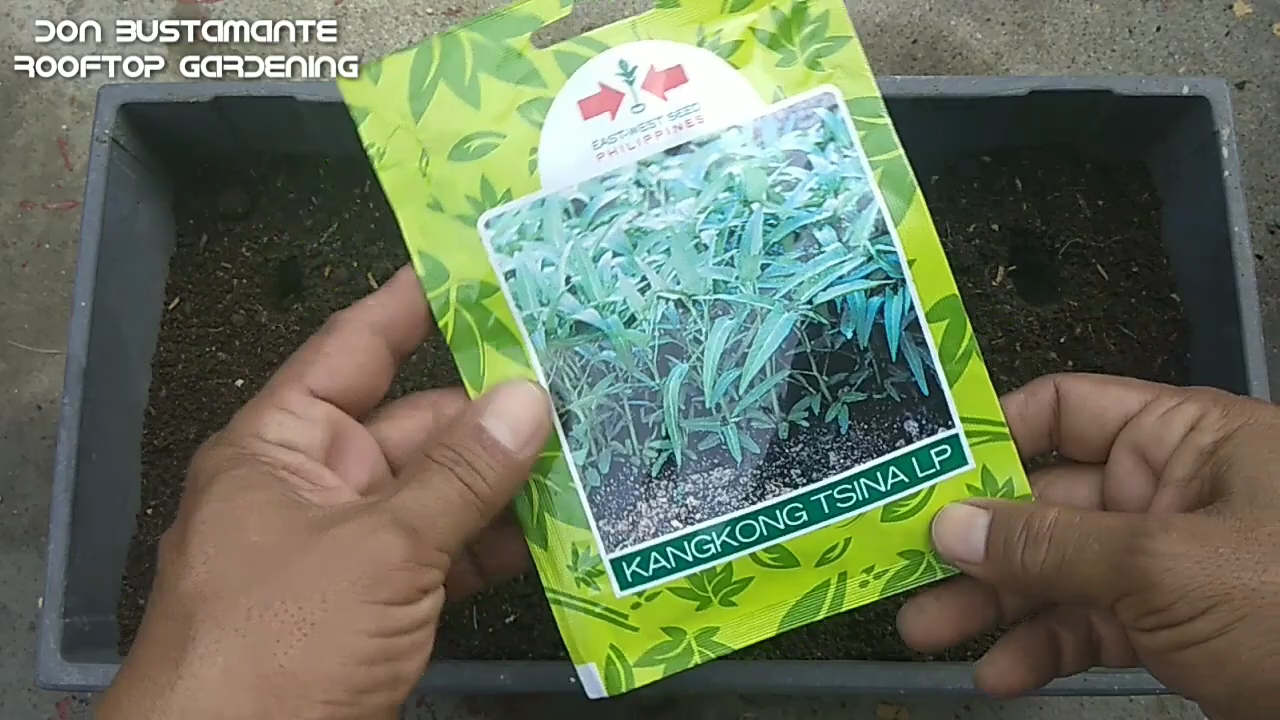 DON BUSTAMANTE
ROOFTOP GARDENING
EAST-WEST SEED
PHILIPPINES
KANGKONG TSINA LP